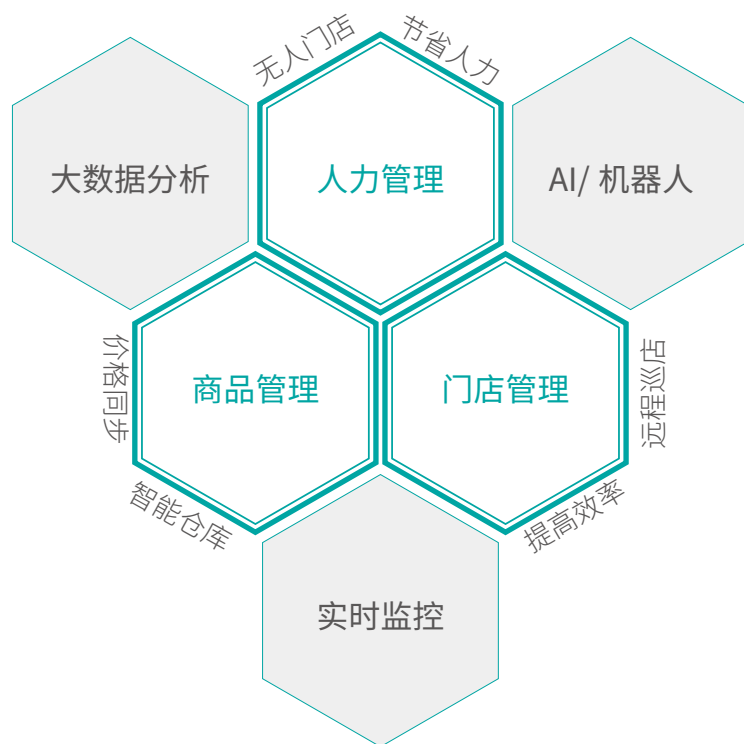 无人门店
节省人力
大数据分析
人力管理
AI/ 机器人
价格同步
商品管理
门店管理
远程巡店
智能仓库
提高效率
实时监控